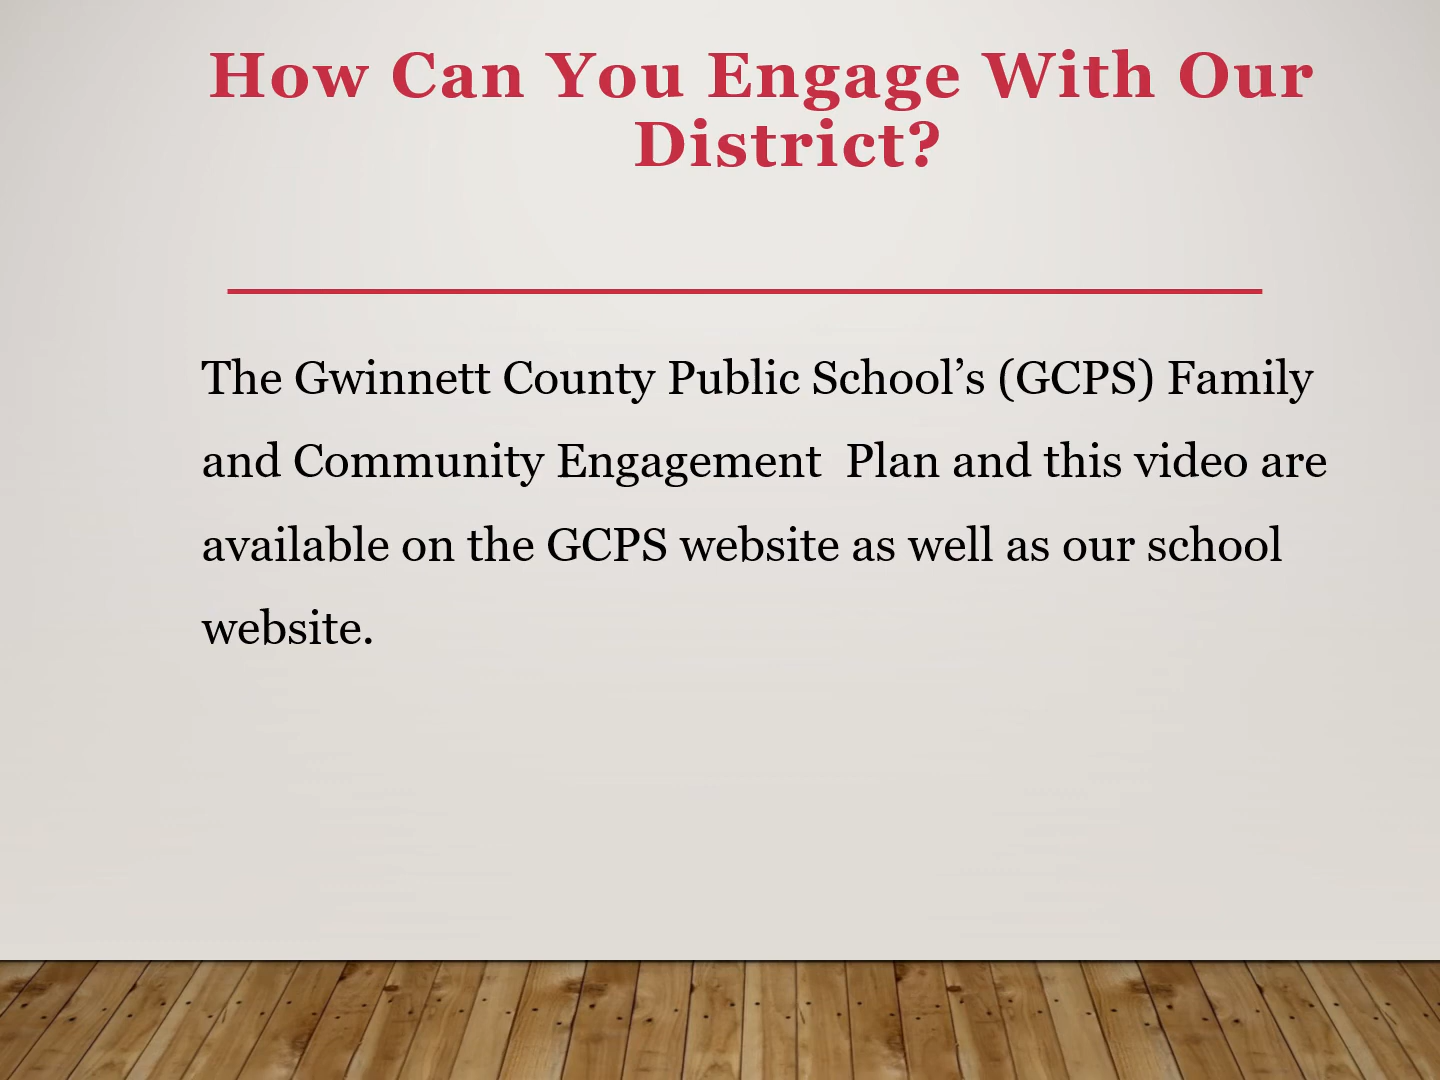 How Can You Engage With Our
District?
The Gwinnett County Public School’s (GCPS) Family
and Community Engagement  Plan and this video are
available on the GCPS website as well as our school
website.